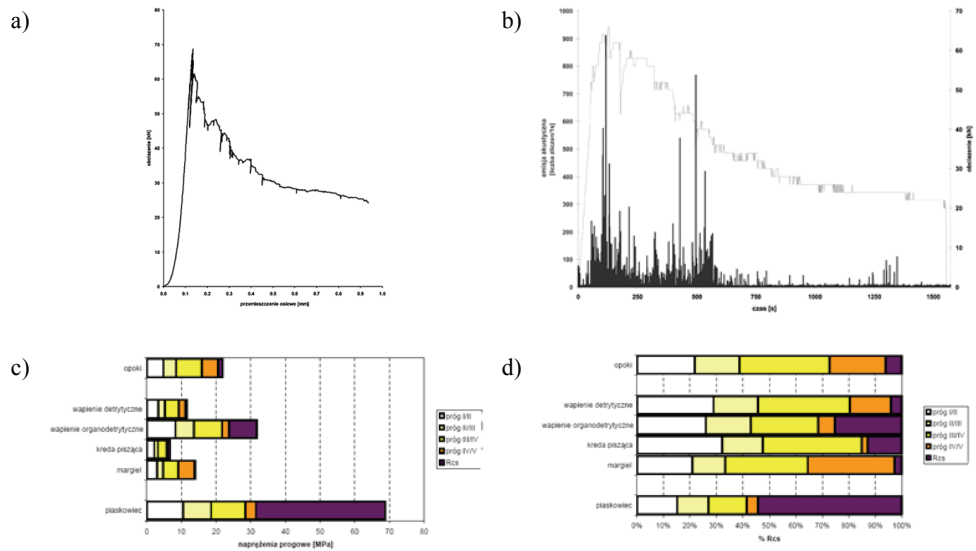 a)
80
70
60
50
40
30
20
10
0
obciążenie [kN]
0.0 0.1 0.2 0.3 0.4 0.5 0.6 0.7 0.8 0.9 1.0
przemieszczenie osiowe [mm]
b)
1000
900
800
700
600
500
400
300
200
100
0
emisja akustyczna
[liczba zliczeń/1s]
70
60
50
40
30
20
10
0
obciążenie [kN]
0 250 500 750 1000 1250 1500
czas [s]
c)
opoki
wapienie detrytyczne
wapienie organodetrytyczne
kreda pisząca
margiel
piaskowiec
0 10 20 30 40 50 60 70 80
naprężenia progowe [MPa]
próg I/II
próg II/III
próg III/IV
próg IV/V
Rcs
d)
opoki
wapienie detrytyczne
wapienie organodetrytyczne
kreda pisząca
margiel
piaskowiec
0% 10% 20% 30% 40% 50% 60% 70% 80% 90% 100%
% Rcs
próg I/II
próg II/III
próg III/IV
próg IV/V
Rcs